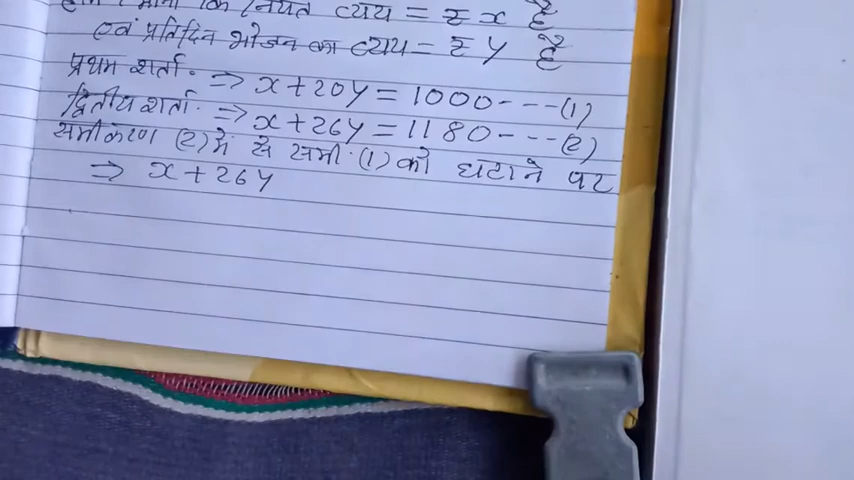 माना कि नियत व्यय = ₹ x है
एवं प्रतिदिन भोजन का व्यय = ₹ y है
प्रथम शर्त. ⇒ x + 20y = 1000 --- (1)
द्वितीय शर्त. ⇒ x + 26y = 1180 --- (2)
समीकरण (2) में से समी. (1) को घटाने पर
⇒ x + 26y